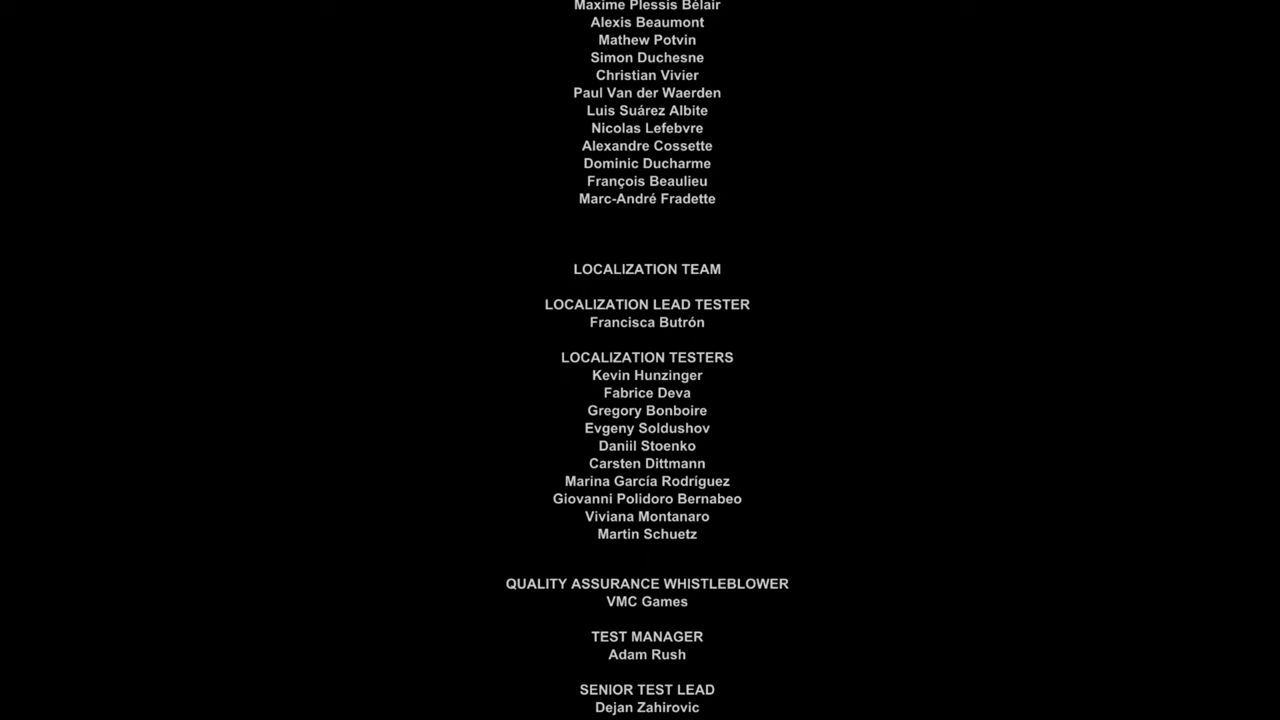 Maxime Plessis Bélair
Alexis Beaumont
Mathew Potvin
Simon Duchesne
Christian Vivier
Paul Van der Waerden
Luis Suárez Albite
Nicolas Lefebvre
Alexandre Cossette
Dominic Ducharme
François Beaulieu
Marc-André Fradette
LOCALIZATION TEAM
LOCALIZATION LEAD TESTER
Francisca Butrón
LOCALIZATION TESTERS
Kevin Hunzinger
Fabrice Deva
Gregory Bonboire
Evgeny Soldushov
Daniil Stoenko
Carsten Dittmann
Marina García Rodríguez
Giovanni Polidoro Bernabeo
Viviana Montanaro
Martin Schuetz
QUALITY ASSURANCE WHISTLEBLOWER
VMC Games
TEST MANAGER
Adam Rush
SENIOR TEST LEAD
Dejan Zahirovic